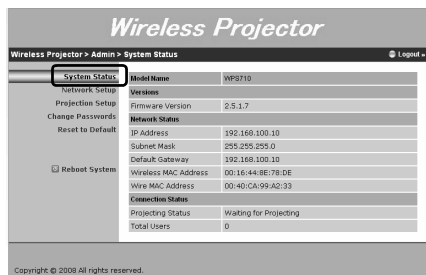 Wireless Projector
Wireless Projector > Admin > System Status
Logout »
System Status
Network Setup
Projection Setup
Change Passwords
Reset to Default
Reboot System
Model Name WPS710
Versions
Firmware Version 2.5.1.7
Network Status
IP Address 192.168.100.10
Subnet Mask 255.255.255.0
Default Gateway 192.168.100.10
Wireless MAC Address 00:16:44:8E:78:DE
Wire MAC Address 00:40:CA:99:A2:33
Connection Status
Projecting Status Waiting for Projecting
Total Users 0
Copyright © 2008 All rights reserved.